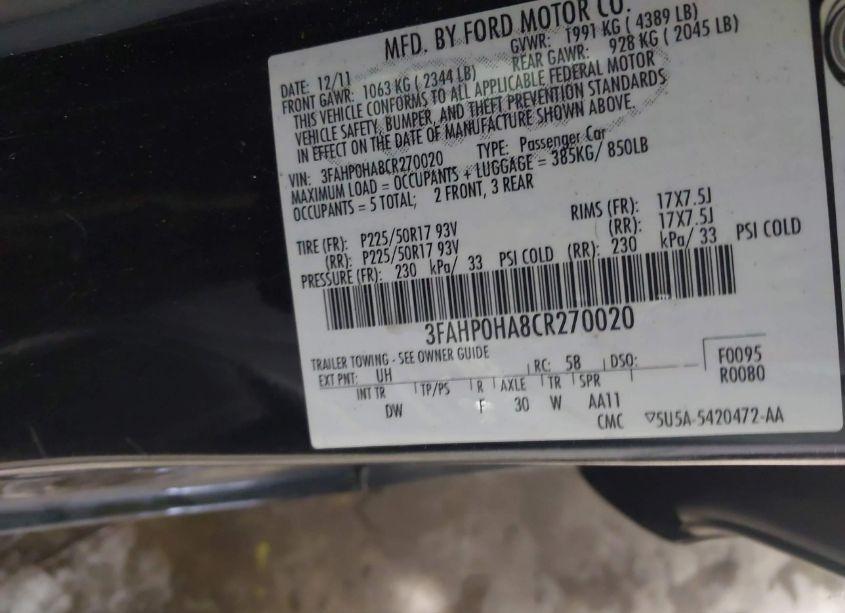 MFD. BY FORD MOTOR CO.
DATE: 12/11 GVWR: 1991 KG ( 4389 LB)
FRONT GAWR: 1063 KG ( 2344 LB) REAR GAWR: 928 KG ( 2045 LB)
THIS VEHICLE CONFORMS TO ALL APPLICABLE FEDERAL MOTOR
VEHICLE SAFETY, BUMPER, AND THEFT PREVENTION STANDARDS
IN EFFECT ON THE DATE OF MANUFACTURE SHOWN ABOVE.
VIN: 3FAHP0HA8CR270020 TYPE: Passenger Car
MAXIMUM LOAD = OCCUPANTS + LUGGAGE = 385KG/ 850LB
OCCUPANTS = 5 TOTAL; 2 FRONT, 3 REAR
TIRE (FR): P225/50R17 93V RIMS (FR): 17X7.5J
(RR): P225/50R17 93V (RR): 17X7.5J
PRESSURE (FR): 230 kPa/ 33 PSI COLD (RR): 230 kPa/ 33 PSI COLD
3FAHP0HA8CR270020
TRAILER TOWING - SEE OWNER GUIDE
EXT PNT: UH RC: 58 DSO: F0095
INT TR TP/PS R AXLE TR SPR R0080
DW F 30 W AA11
CMC ▽5U5A-5420472-AA